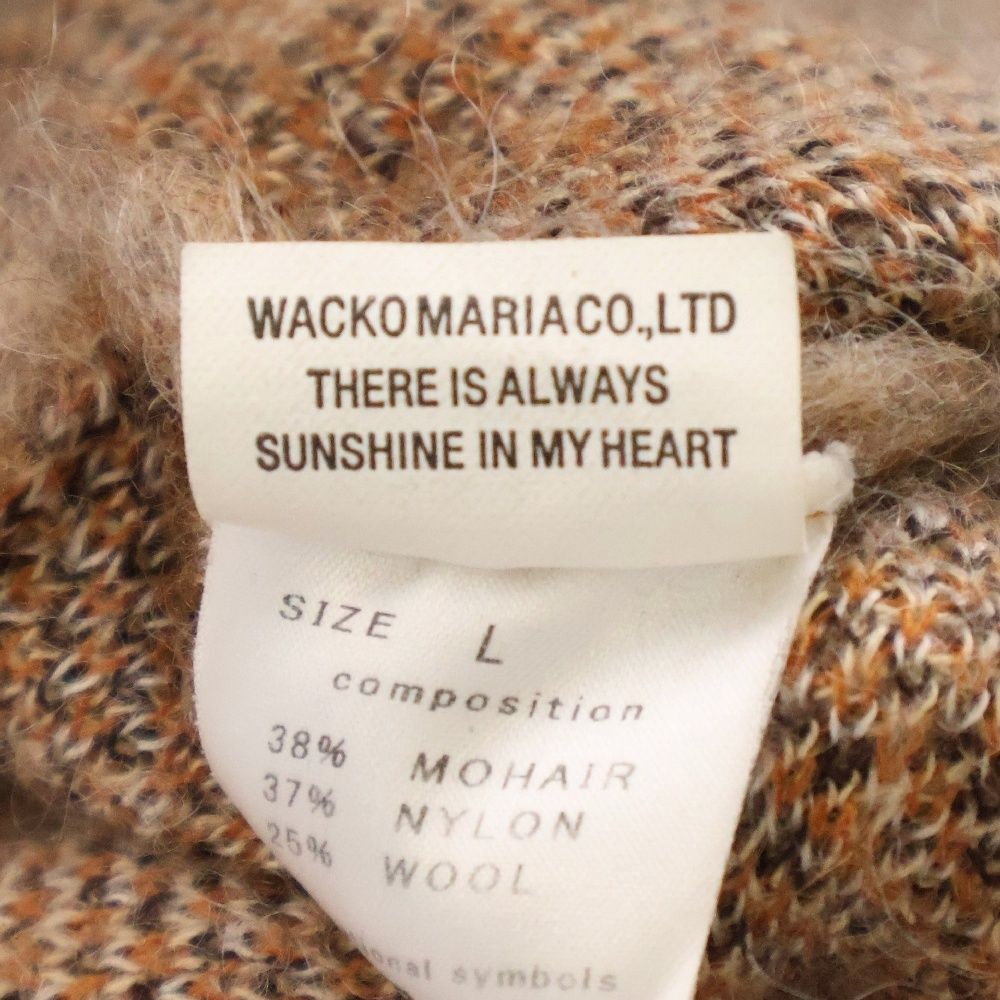 WACKO MARIA CO.,LTD
THERE IS ALWAYS
SUNSHINE IN MY HEART
SIZE L
composition
38% MOHAIR
37% NYLON
25% WOOL
symbols